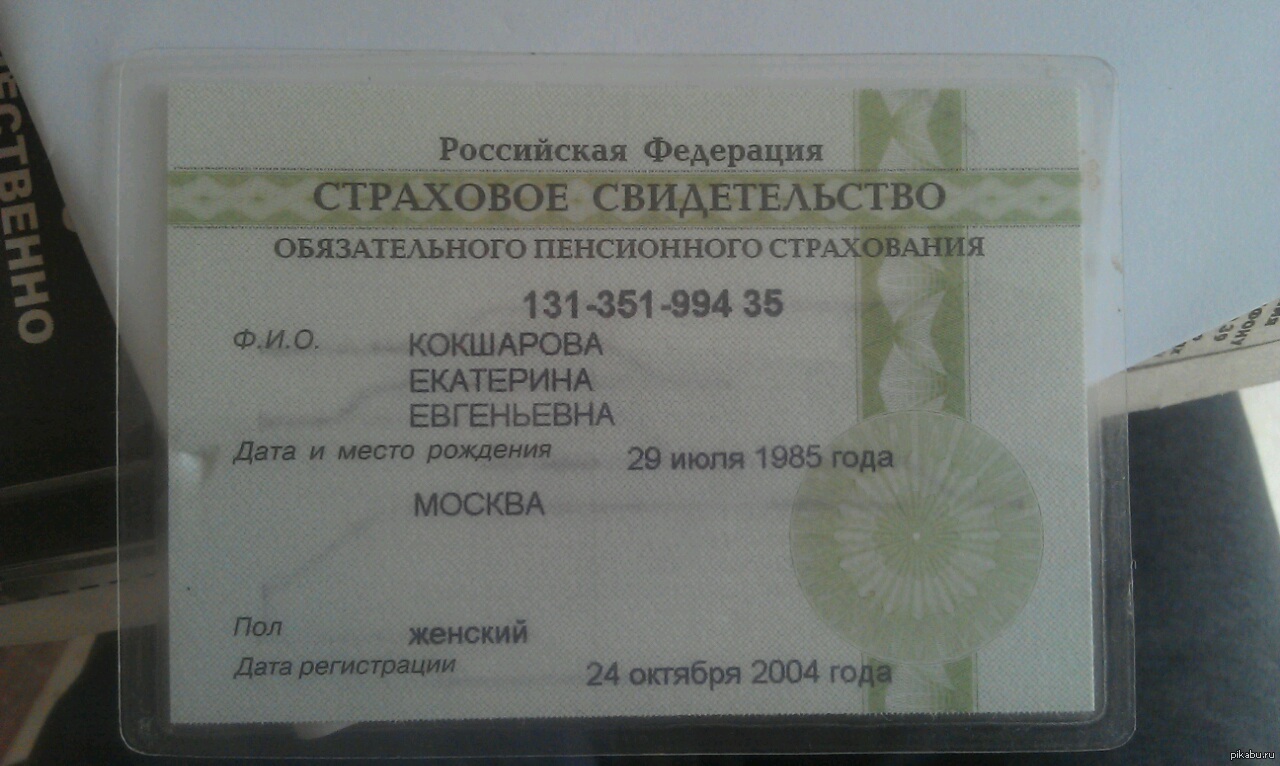 Российская Федерация
СТРАХОВОЕ СВИДЕТЕЛЬСТВО
ОБЯЗАТЕЛЬНОГО ПЕНСИОННОГО СТРАХОВАНИЯ
131-351-994 35
Ф.И.О. КОКШАРОВА
ЕКАТЕРИНА
ЕВГЕНЬЕВНА
Дата и место рождения 29 июля 1985 года
МОСКВА
Пол женский
Дата регистрации 24 октября 2004 года
pikabu.ru